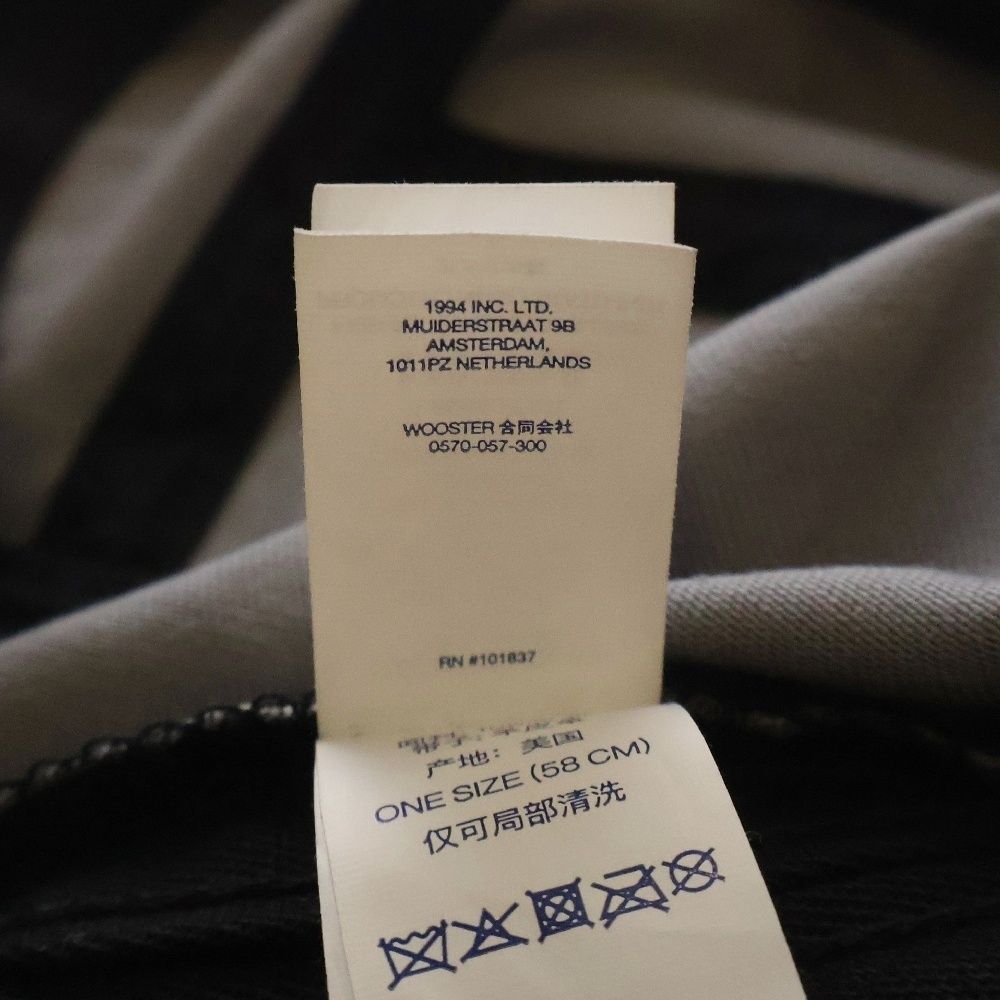 1994 INC. LTD.
MUIDERSTRAAT 9B
AMSTERDAM,
1011PZ NETHERLANDS
WOOSTER 合同会社
0570-057-300
RN #101837
产地: 美国
ONE SIZE (58 CM)
仅可局部清洗